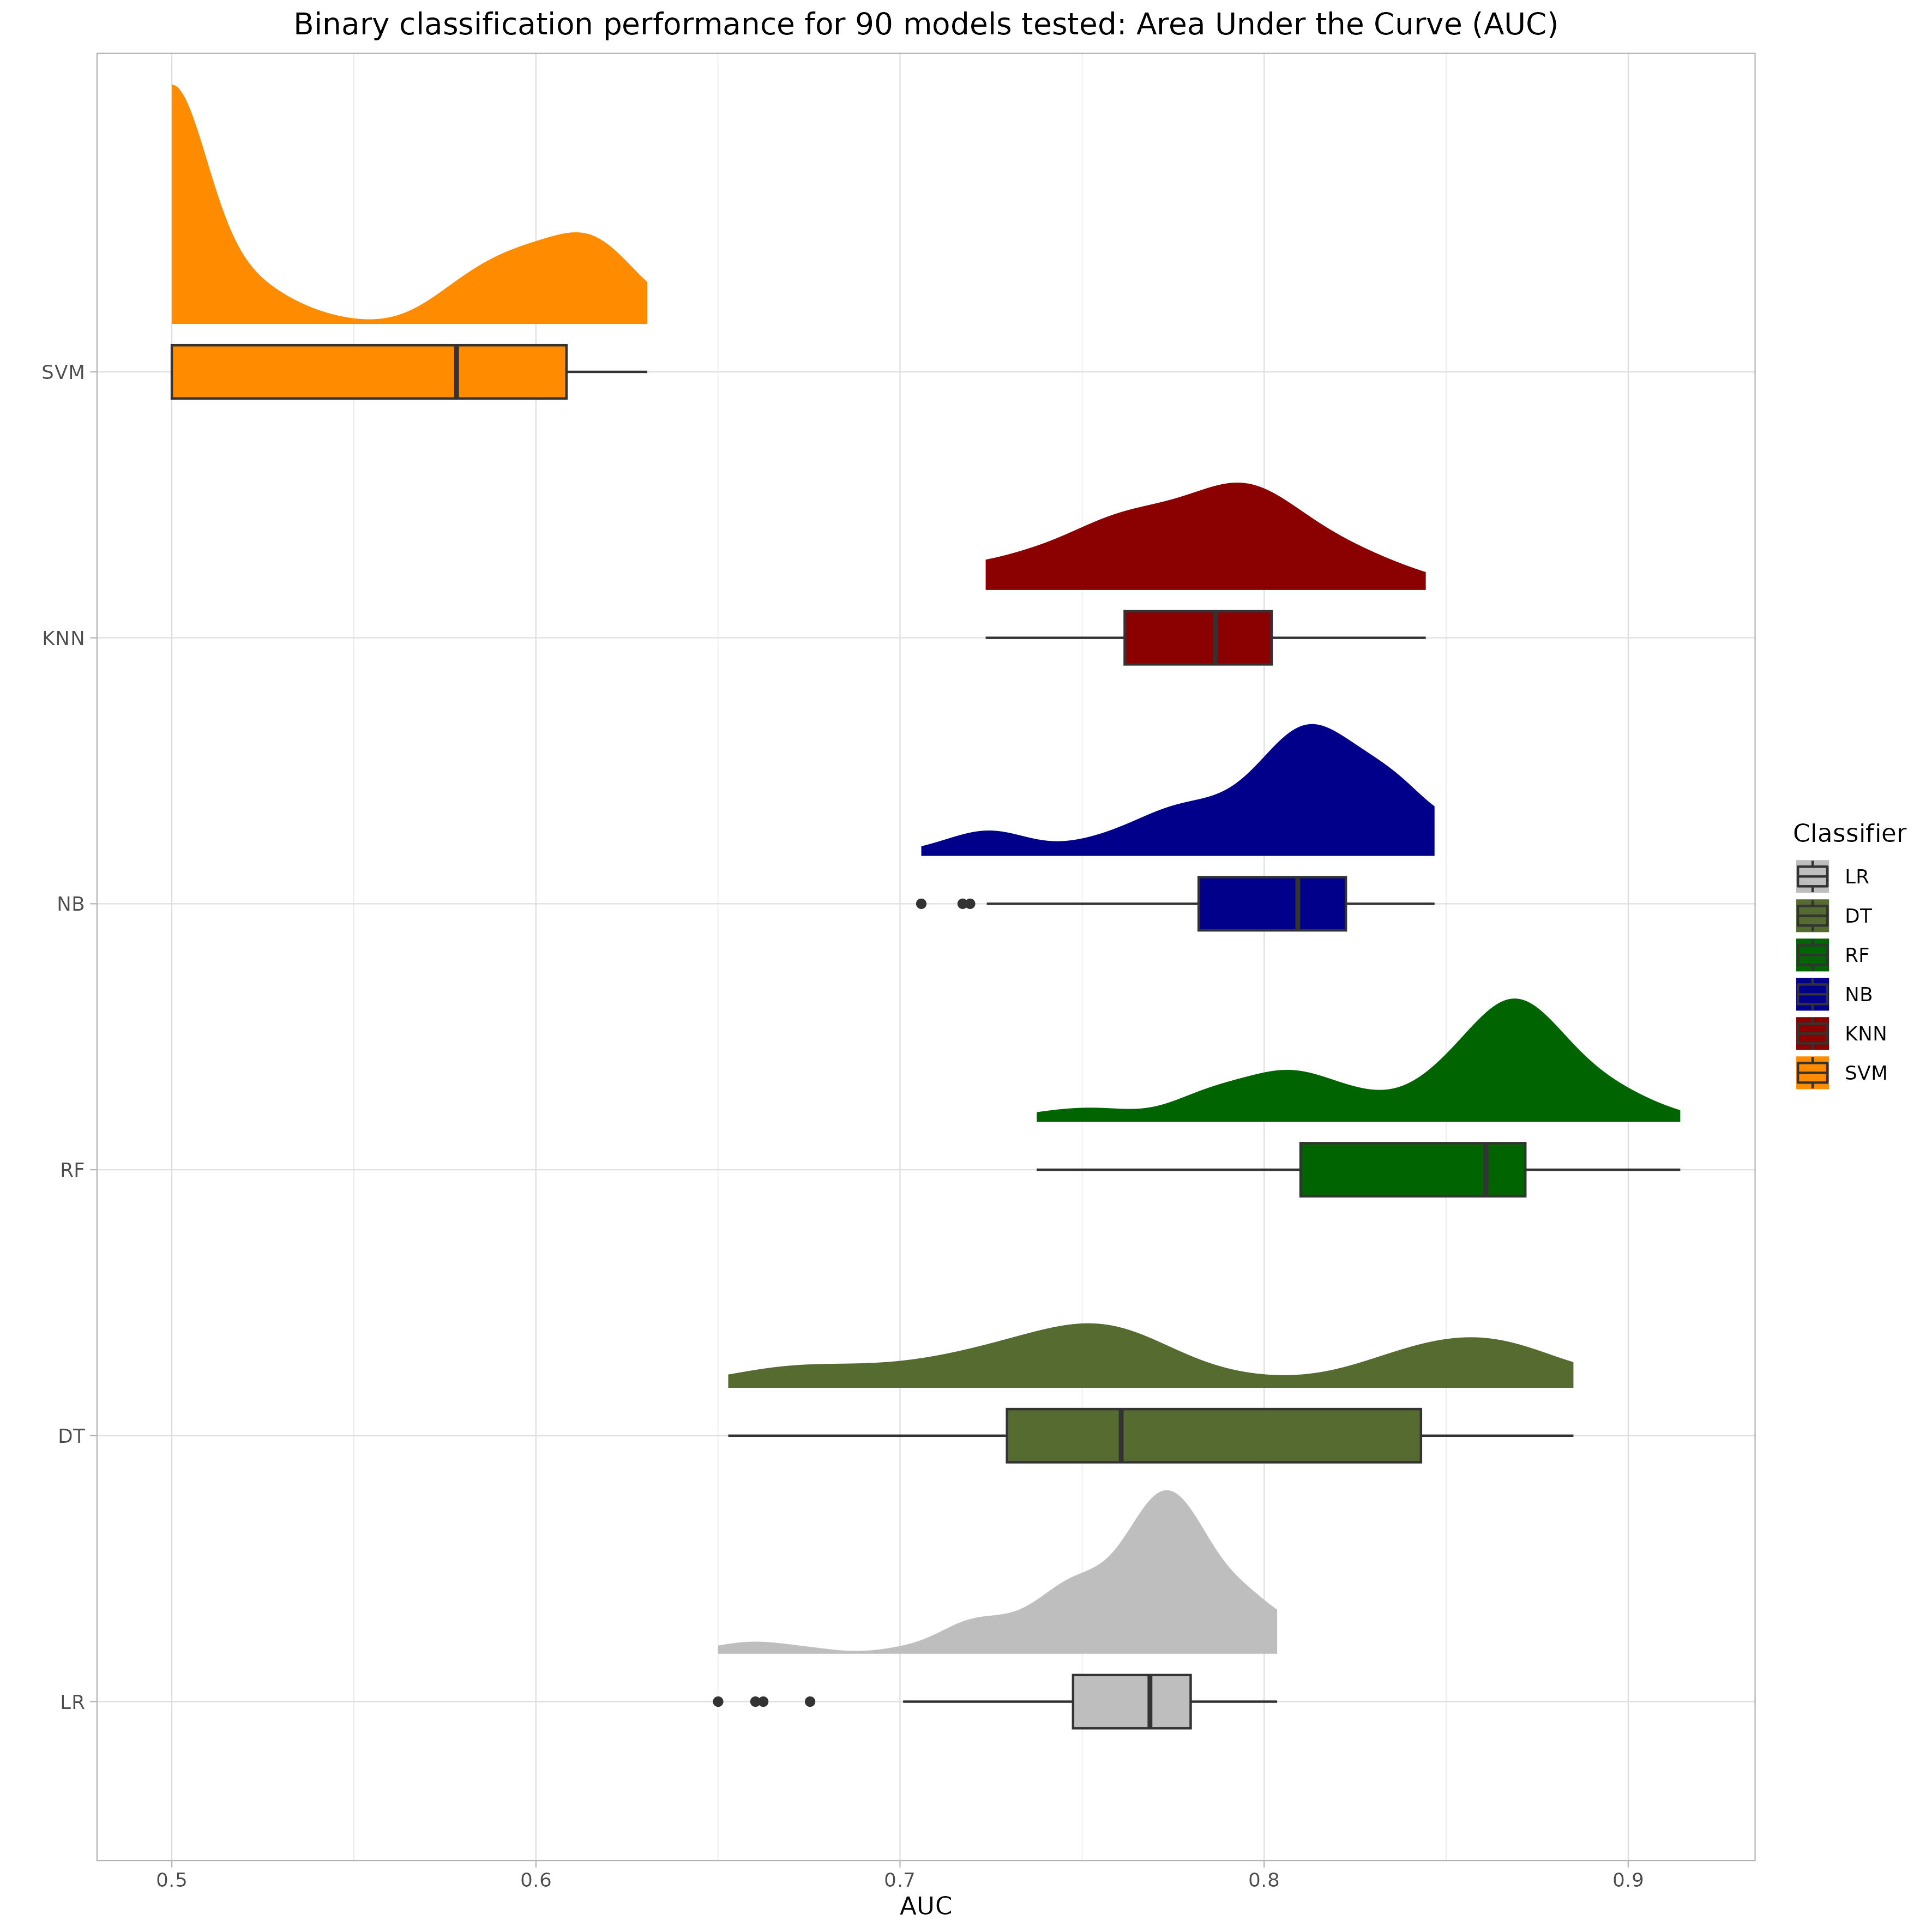 Binary classification performance for 90 models tested: Area Under the Curve (AUC)
SVM
KNN
NB
RF
DT
LR
0.5 0.6 0.7 0.8 0.9
AUC
Classifier
LR
DT
RF
NB
KNN
SVM